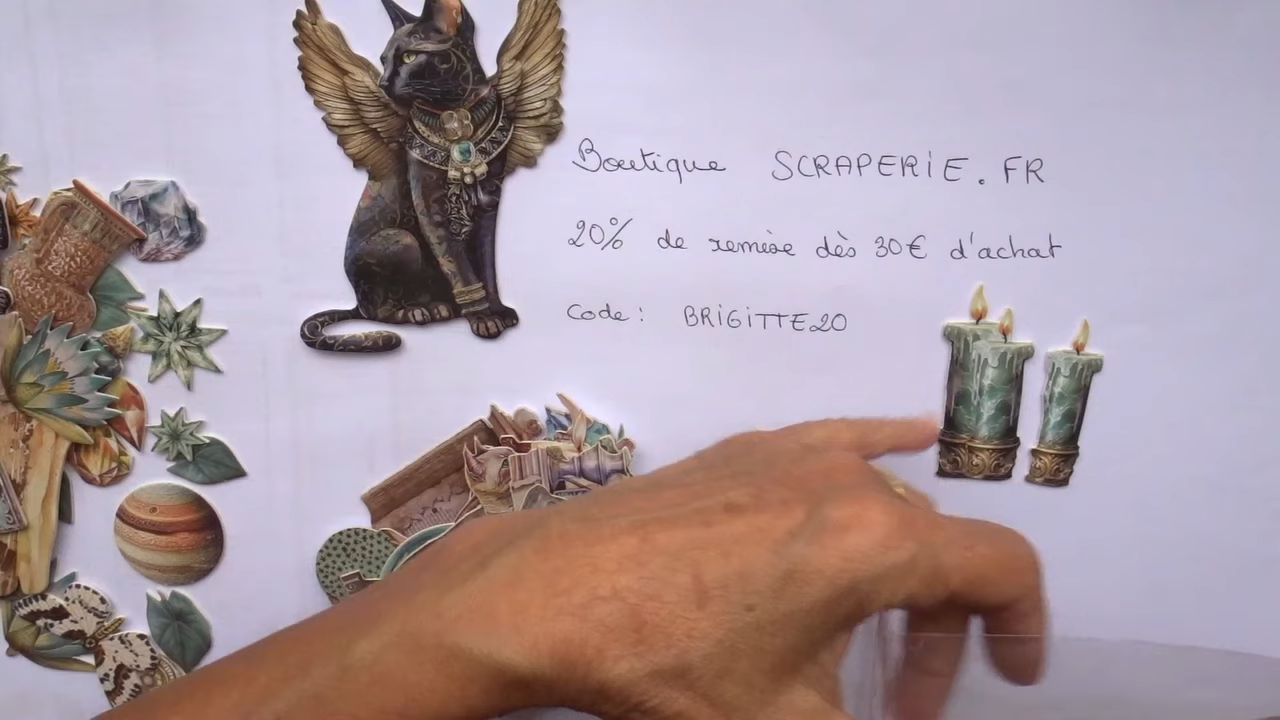 Boutique SCRAPERiE.FR
20% de remise dès 30€ d'achat
Code: BRIGITTE20